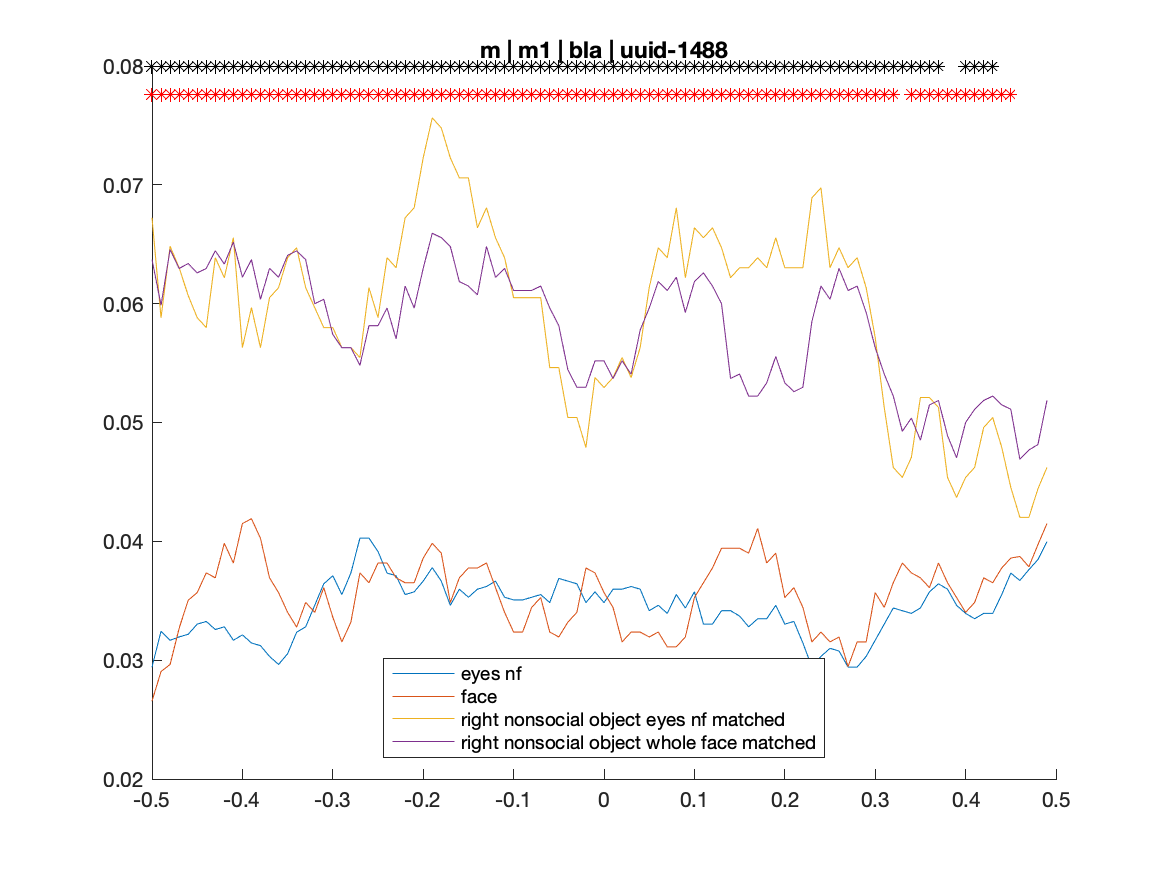 m | m1 | bla | uuid-1488
0.08
0.07
0.06
0.05
0.04
0.03
0.02
eyes nf
face
right nonsocial object eyes nf matched
right nonsocial object whole face matched
-0.5 -0.4 -0.3 -0.2 -0.1 0 0.1 0.2 0.3 0.4 0.5